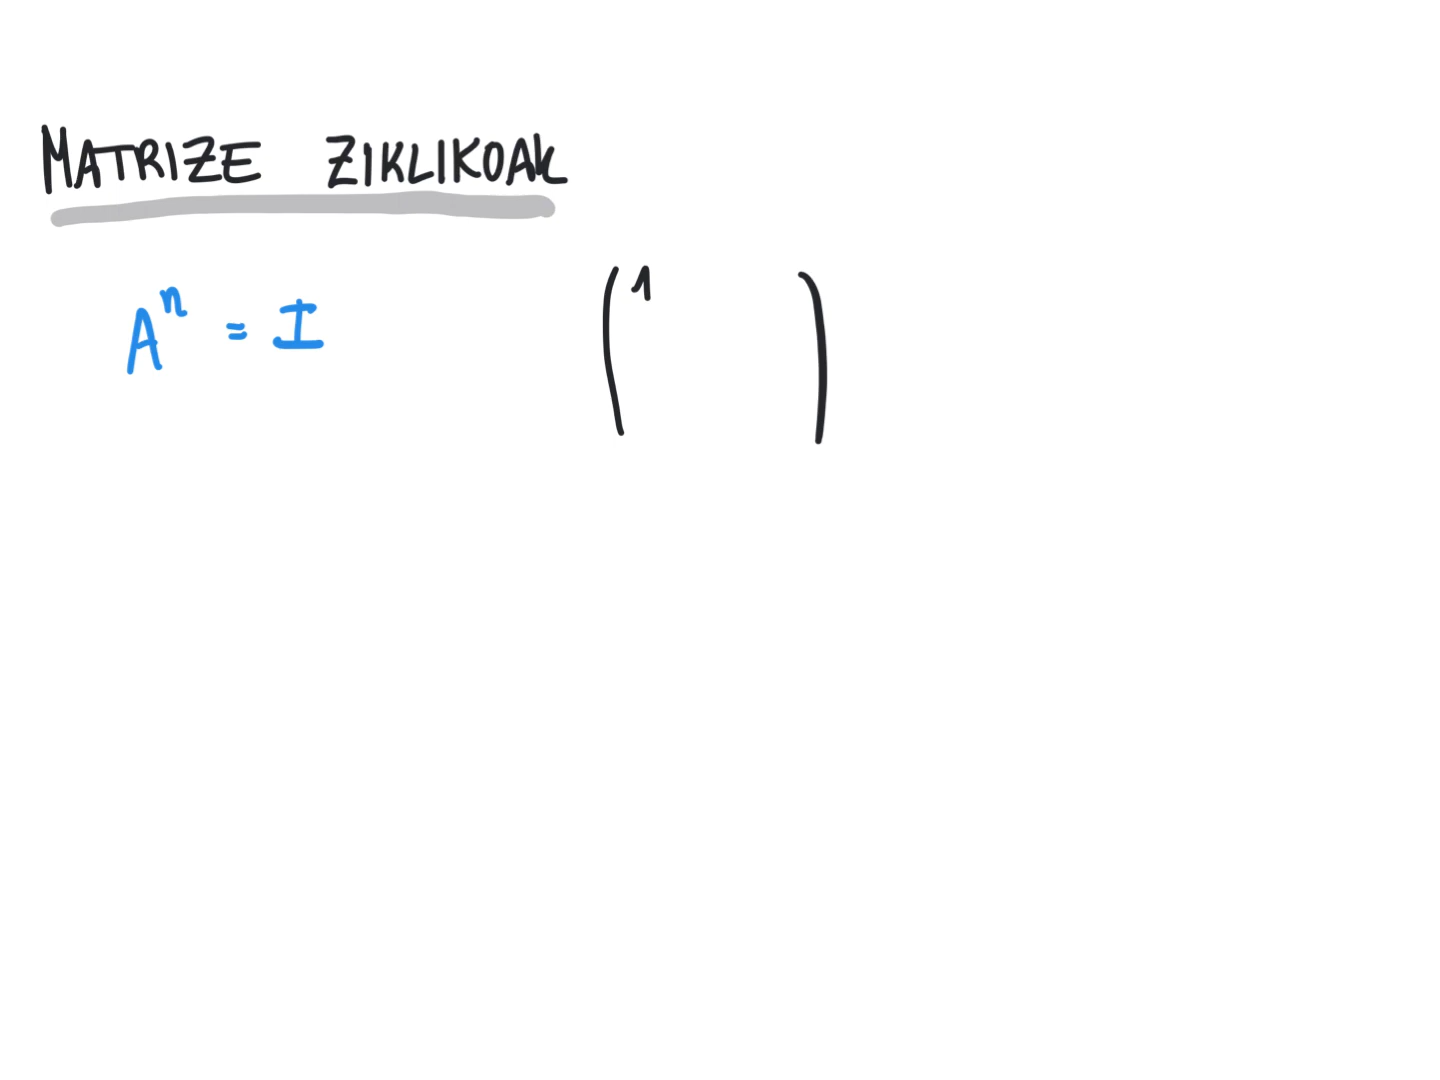 MATRIZE ZIKLIKOAK
Aⁿ = I
( 1 )